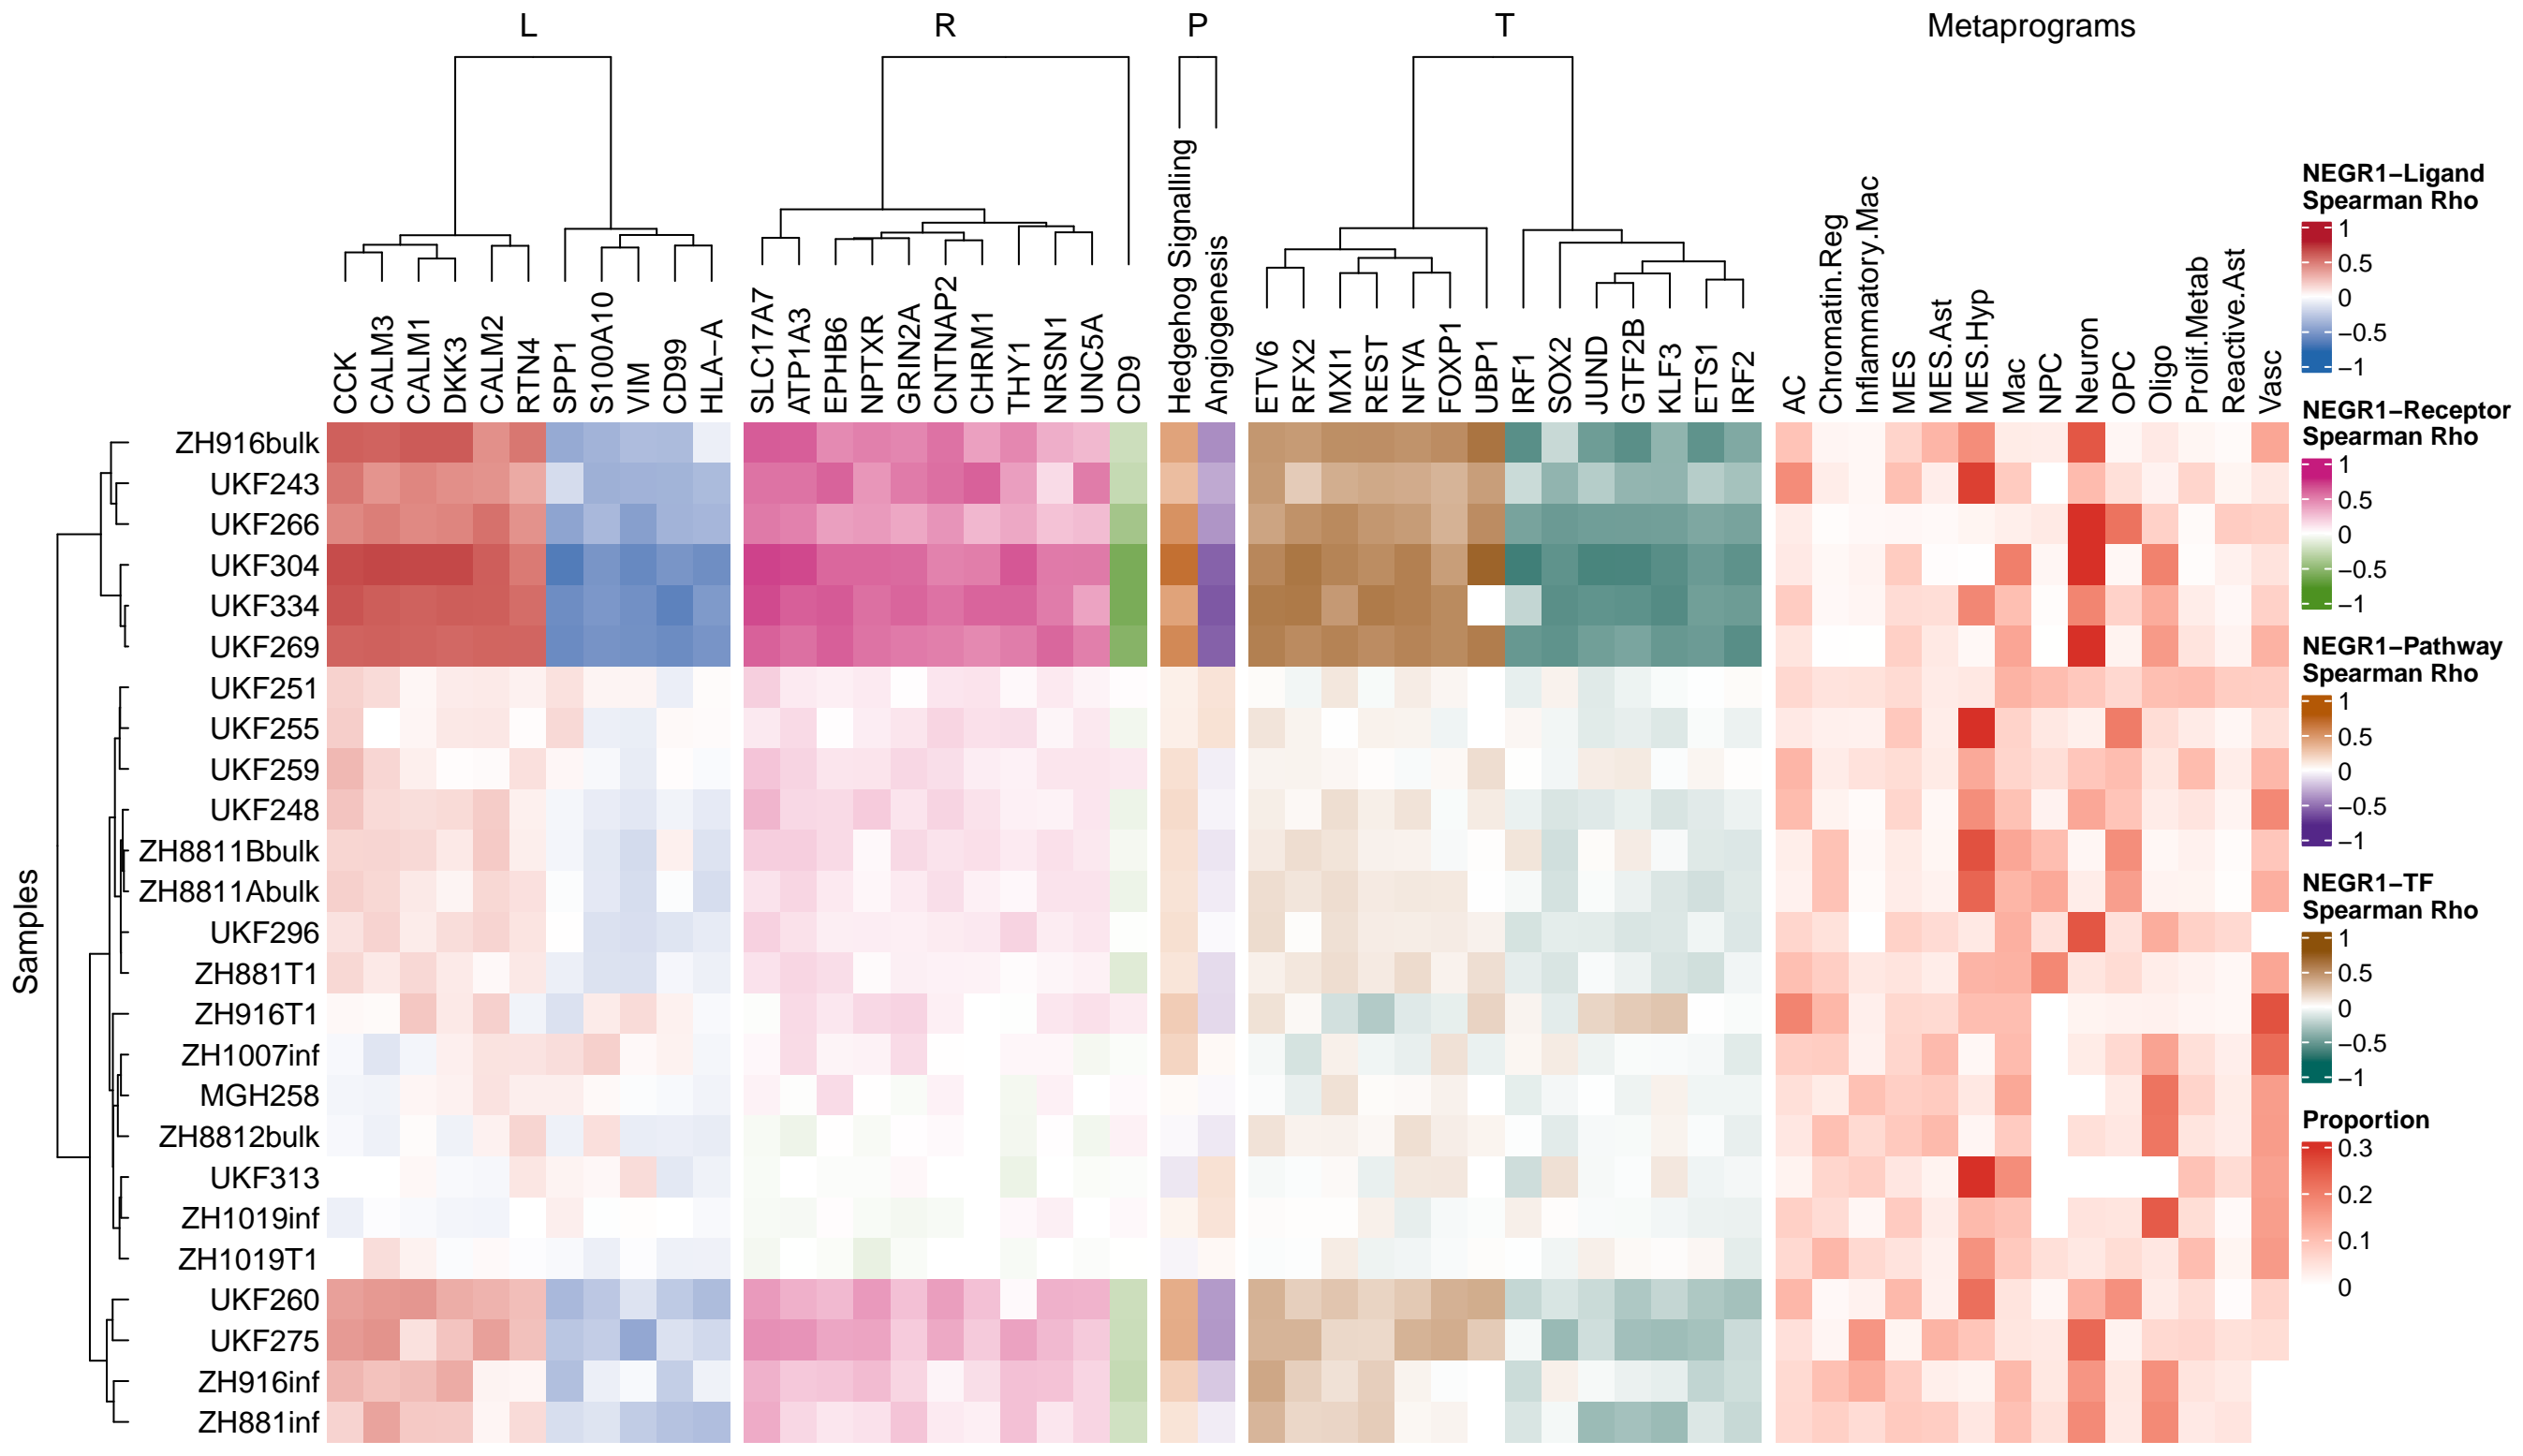 L
R
P
T
Metaprograms
CCK
CALM3
CALM1
DKK3
CALM2
RTN4
SPP1
S100A10
VIM
CD99
HLA−A
SLC17A7
ATP1A3
EPHB6
NPTXR
GRIN2A
CNTNAP2
CHRM1
THY1
NRSN1
UNC5A
CD9
Hedgehog Signalling
Angiogenesis
ETV6
RFX2
MXI1
REST
NFYA
FOXP1
UBP1
IRF1
SOX2
JUND
GTF2B
KLF3
ETS1
IRF2
AC
Chromatin.Reg
Inflammatory.Mac
MES
MES.Ast
MES.Hyp
Mac
NPC
Neuron
OPC
Oligo
Prolif.Metab
Reactive.Ast
Vasc
Samples
ZH916bulk
UKF243
UKF266
UKF304
UKF334
UKF269
UKF251
UKF255
UKF259
UKF248
ZH8811Bbulk
ZH8811Abulk
UKF296
ZH881T1
ZH916T1
ZH1007inf
MGH258
ZH8812bulk
UKF313
ZH1019inf
ZH1019T1
UKF260
UKF275
ZH916inf
ZH881inf
NEGR1−Ligand
Spearman Rho
1
0.5
0
−0.5
−1
NEGR1−Receptor
Spearman Rho
1
0.5
0
−0.5
−1
NEGR1−Pathway
Spearman Rho
1
0.5
0
−0.5
−1
NEGR1−TF
Spearman Rho
1
0.5
0
−0.5
−1
Proportion
0.3
0.2
0.1
0